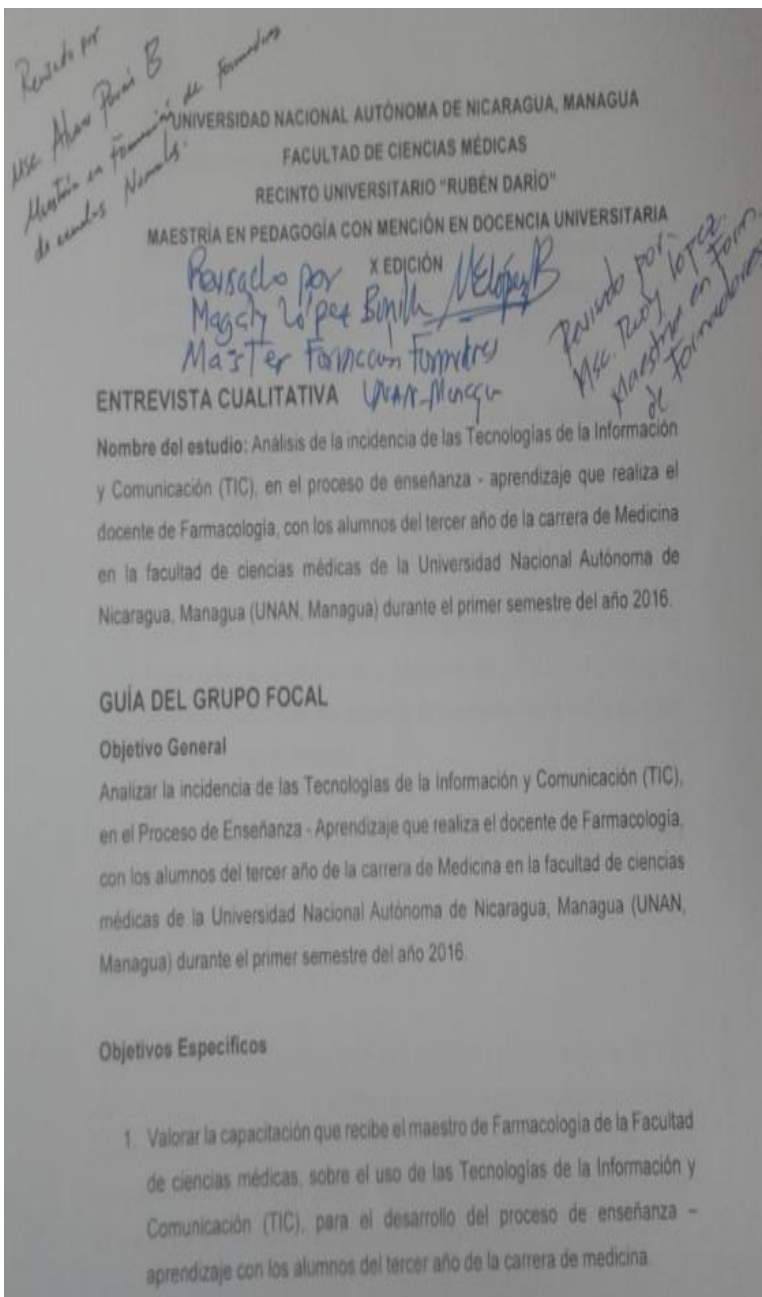 Revisado por
Msc. Alvaro B
Maestría en Formación de Formadores
de escuelas Normales.
UNIVERSIDAD NACIONAL AUTÓNOMA DE NICARAGUA, MANAGUA
FACULTAD DE CIENCIAS MÉDICAS
RECINTO UNIVERSITARIO "RUBÉN DARÌO"
MAESTRÍA EN PEDAGOGÍA CON MENCIÓN EN DOCENCIA UNIVERSITARIA
X EDICIÓN
Revisado por
Magaly López Bonilla MELópezB
Master Formacion Formadores
UNAN-Managua
Revisado por:
Msc. Rudy López.
Maestria en Form.
de Formadores
ENTREVISTA CUALITATIVA
Nombre del estudio: Análisis de la incidencia de las Tecnologías de la Información
y Comunicación (TIC), en el proceso de enseñanza - aprendizaje que realiza el
docente de Farmacología, con los alumnos del tercer año de la carrera de Medicina
en la facultad de ciencias médicas de la Universidad Nacional Autónoma de
Nicaragua, Managua (UNAN, Managua) durante el primer semestre del año 2016.
GUÍA DEL GRUPO FOCAL
Objetivo General
Analizar la incidencia de las Tecnologías de la Información y Comunicación (TIC),
en el Proceso de Enseñanza - Aprendizaje que realiza el docente de Farmacología,
con los alumnos del tercer año de la carrera de Medicina en la facultad de ciencias
médicas de la Universidad Nacional Autónoma de Nicaragua, Managua (UNAN,
Managua) durante el primer semestre del año 2016.
Objetivos Específicos
1. Valorar la capacitación que recibe el maestro de Farmacología de la Facultad
de ciencias médicas, sobre el uso de las Tecnologías de la Información y
Comunicación (TIC), para el desarrollo del proceso de enseñanza –
aprendizaje con los alumnos del tercer año de la carrera de medicina.